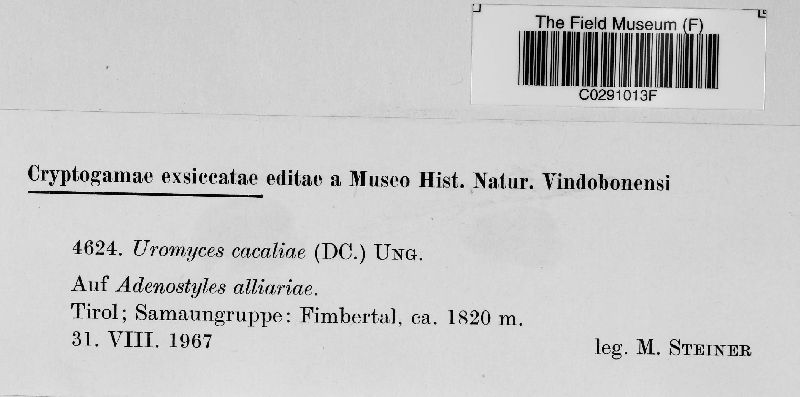 The Field Museum (F)
C0291013F
Cryptogamae exsiccatae editae a Museo Hist. Natur. Vindobonensi
4624. Uromyces cacaliae (DC.) UNG.
Auf Adenostyles alliariae.
Tirol; Samaungruppe: Fimbertal, ca. 1820 m.
31. VIII. 1967
leg. M. STEINER